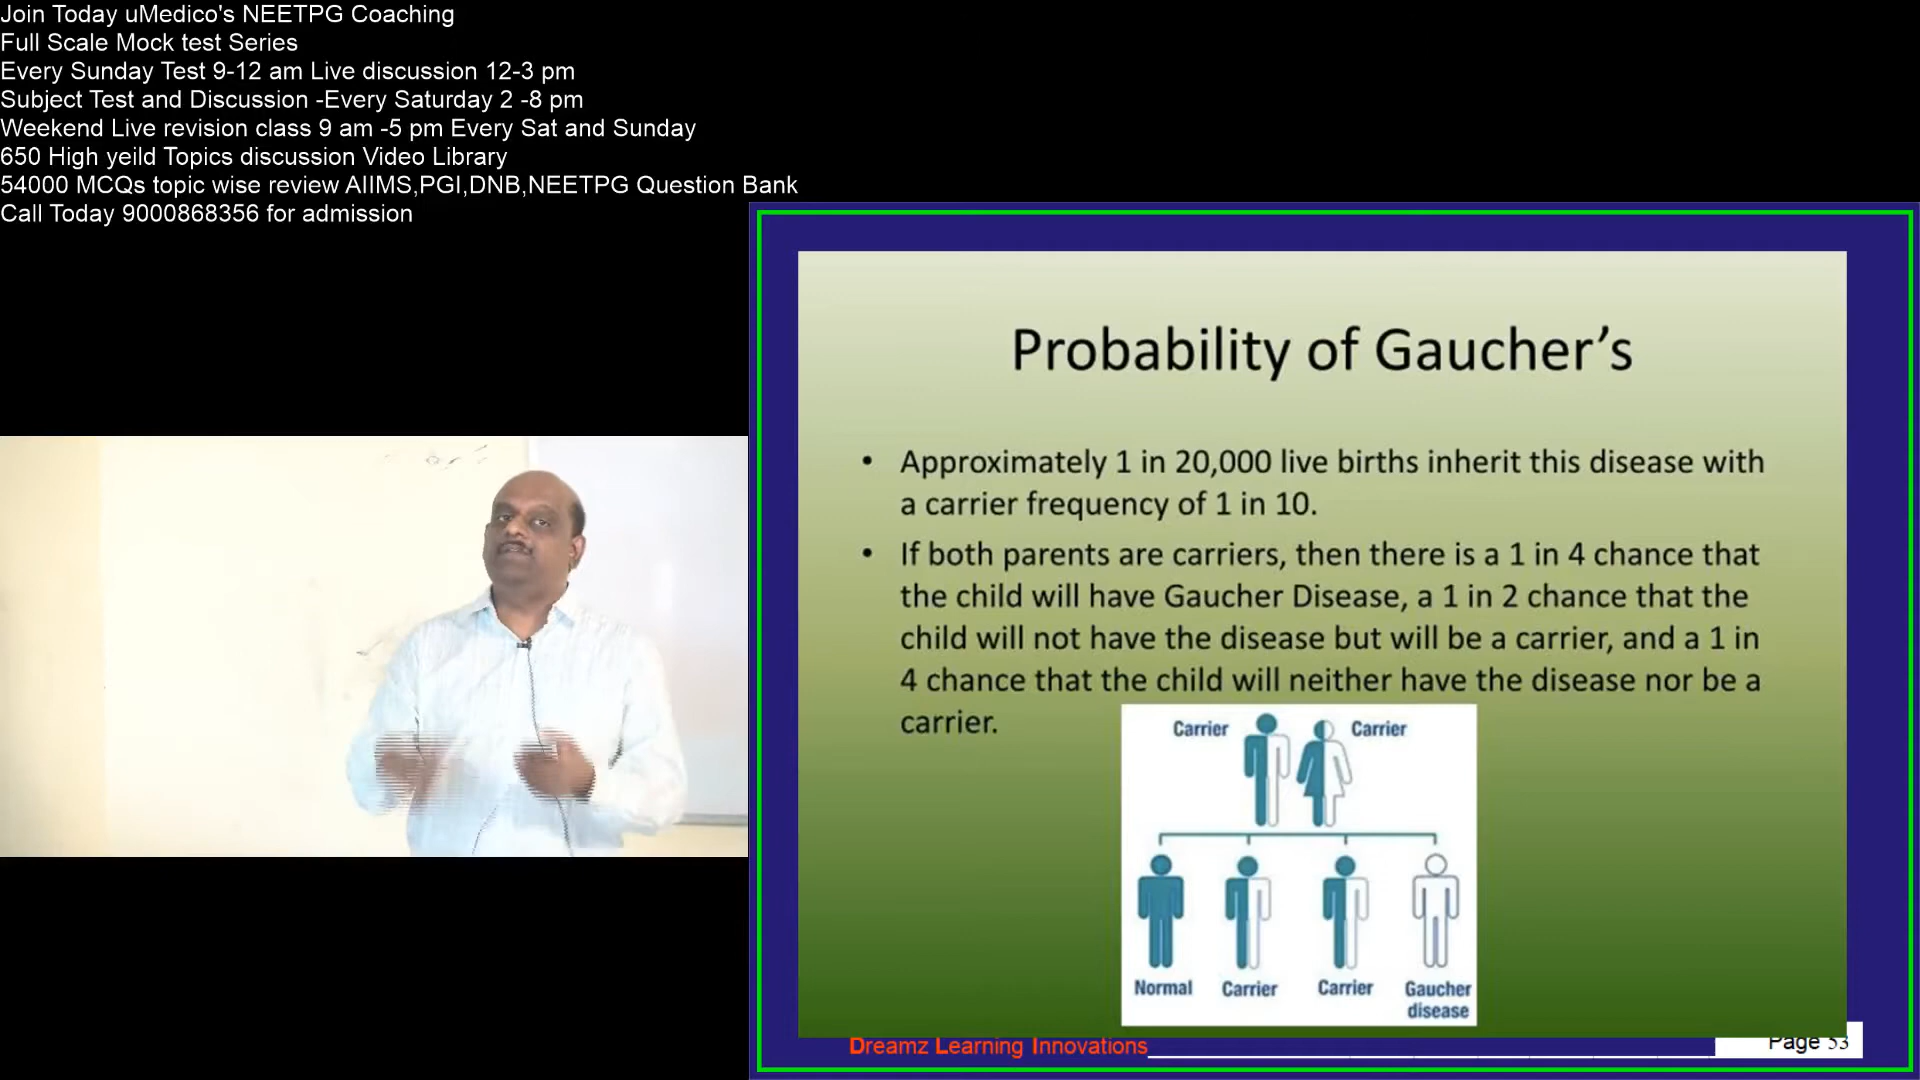 Join Today uMedico's NEETPG Coaching
Full Scale Mock test Series
Every Sunday Test 9-12 am Live discussion 12-3 pm
Subject Test and Discussion -Every Saturday 2 -8 pm
Weekend Live revision class 9 am -5 pm Every Sat and Sunday
650 High yeild Topics discussion Video Library
54000 MCQs topic wise review AIIMS,PGI,DNB,NEETPG Question Bank
Call Today 9000868356 for admission
Probability of Gaucher’s
• Approximately 1 in 20,000 live births inherit this disease with
a carrier frequency of 1 in 10.
• If both parents are carriers, then there is a 1 in 4 chance that
the child will have Gaucher Disease, a 1 in 2 chance that the
child will not have the disease but will be a carrier, and a 1 in
4 chance that the child will neither have the disease nor be a
carrier.
Carrier Carrier
Normal Carrier Carrier Gaucher
disease
Dreamz Learning Innovations
Page 53